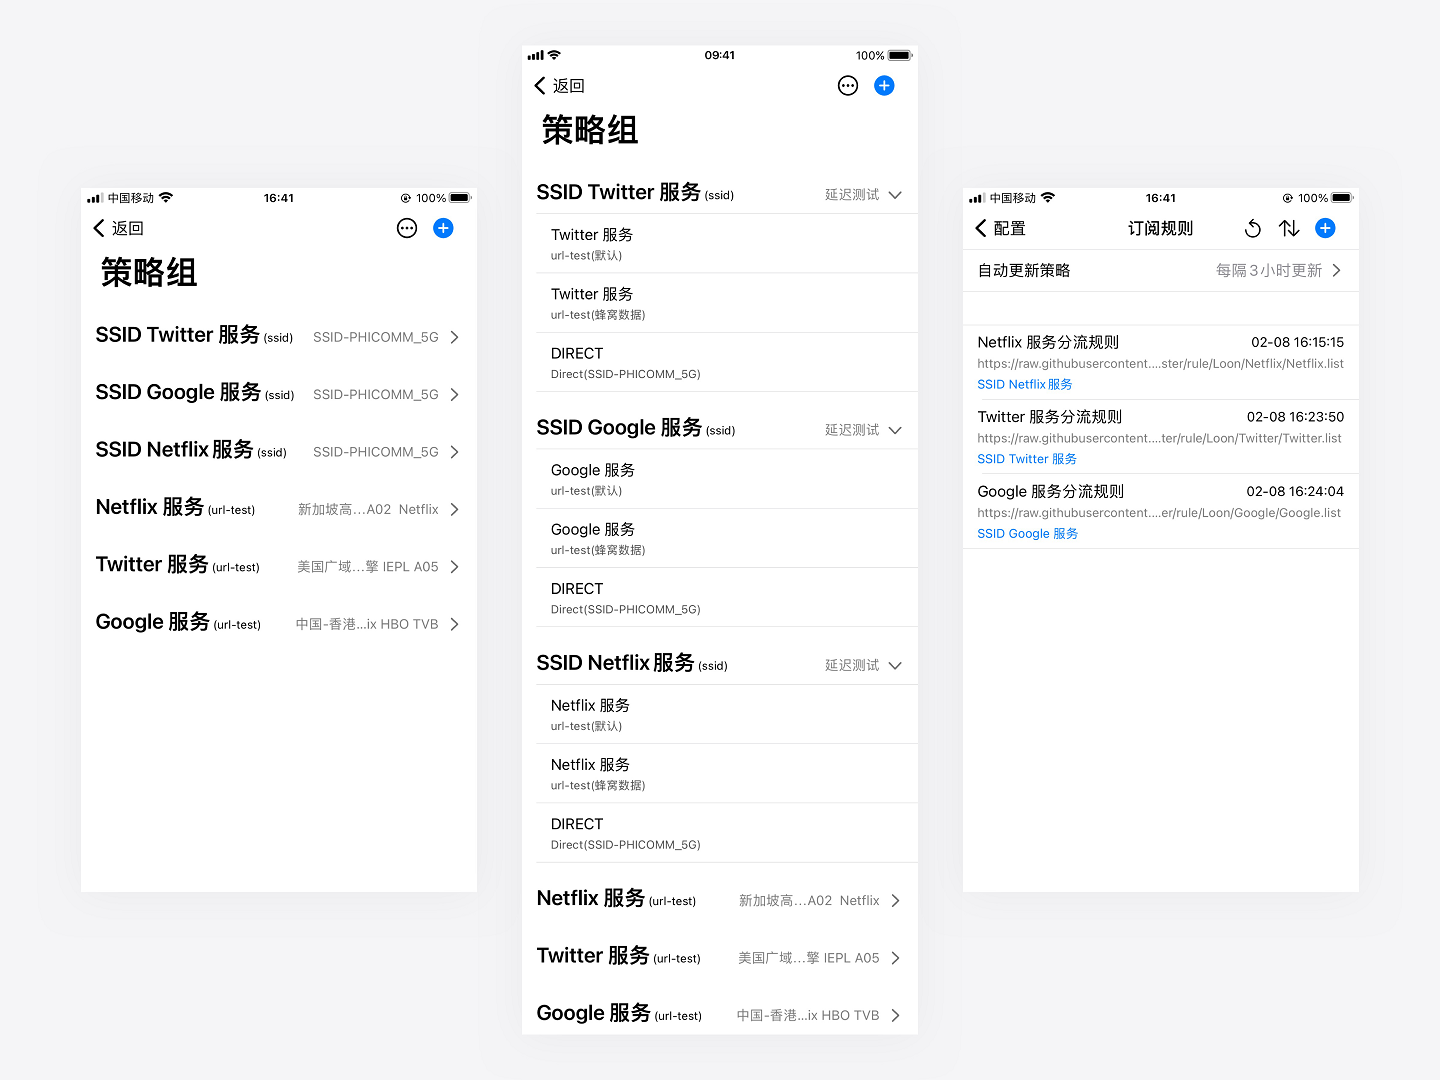 中国移动 16:41 100%
返回
策略组
SSID Twitter 服务 (ssid) SSID-PHICOMM_5G
SSID Google 服务 (ssid) SSID-PHICOMM_5G
SSID Netflix 服务 (ssid) SSID-PHICOMM_5G
Netflix 服务 (url-test) 新加坡高...A02 Netflix
Twitter 服务 (url-test) 美国广域...擎 IEPL A05
Google 服务 (url-test) 中国-香港...ix HBO TVB
09:41 100%
返回
策略组
SSID Twitter 服务 (ssid) 延迟测试
Twitter 服务
url-test(默认)
Twitter 服务
url-test(蜂窝数据)
DIRECT
Direct(SSID-PHICOMM_5G)
SSID Google 服务 (ssid) 延迟测试
Google 服务
url-test(默认)
Google 服务
url-test(蜂窝数据)
DIRECT
Direct(SSID-PHICOMM_5G)
SSID Netflix 服务 (ssid) 延迟测试
Netflix 服务
url-test(默认)
Netflix 服务
url-test(蜂窝数据)
DIRECT
Direct(SSID-PHICOMM_5G)
Netflix 服务 (url-test) 新加坡高...A02 Netflix
Twitter 服务 (url-test) 美国广域...擎 IEPL A05
Google 服务 (url-test) 中国-香港...ix HBO TVB
中国移动 16:41 100%
配置 订阅规则
自动更新策略 每隔3小时更新
Netflix 服务分流规则 02-08 16:15:15
https://raw.githubusercontent....ster/rule/Loon/Netflix/Netflix.list
SSID Netflix 服务
Twitter 服务分流规则 02-08 16:23:50
https://raw.githubusercontent....ter/rule/Loon/Twitter/Twitter.list
SSID Twitter 服务
Google 服务分流规则 02-08 16:24:04
https://raw.githubusercontent....er/rule/Loon/Google/Google.list
SSID Google 服务